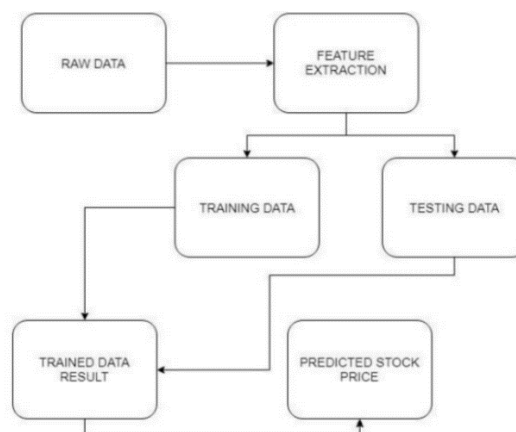 RAW DATA
FEATURE
EXTRACTION
TRAINING DATA
TESTING DATA
TRAINED DATA
RESULT
PREDICTED STOCK
PRICE